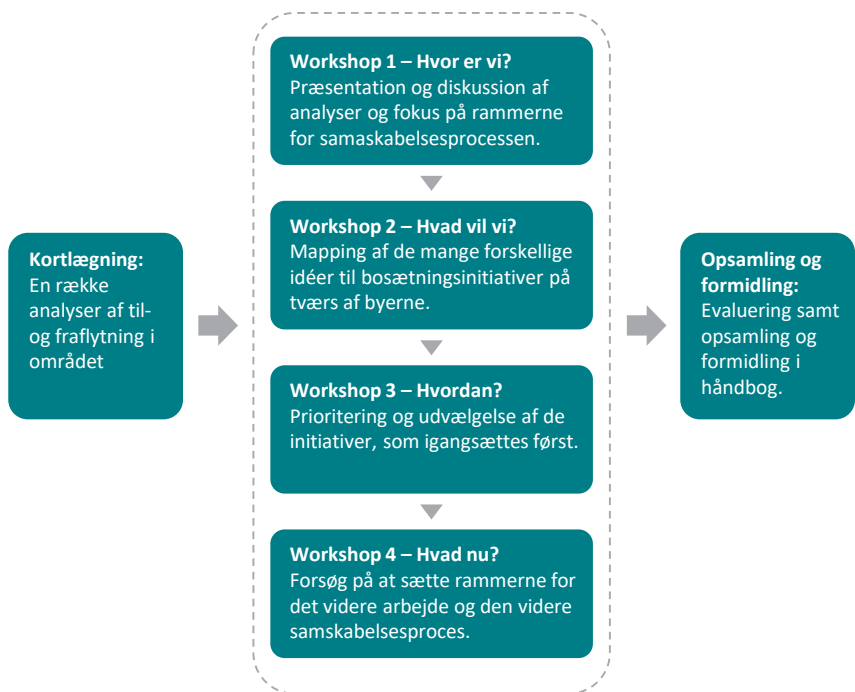 Kortlægning:
En række
analyser af til-
og fraflytning i
området
Workshop 1 – Hvor er vi?
Præsentation og diskussion af
analyser og fokus på rammerne
for samaskabelsesprocessen.
Workshop 2 – Hvad vil vi?
Mapping af de mange forskellige
idéer til bosætningsinitiativer på
tværs af byerne.
Workshop 3 – Hvordan?
Prioritering og udvælgelse af de
initiativer, som igangsættes først.
Workshop 4 – Hvad nu?
Forsøg på at sætte rammerne for
det videre arbejde og den videre
samskabelsesproces.
Opsamling og
formidling:
Evaluering samt
opsamling og
formidling i
håndbog.